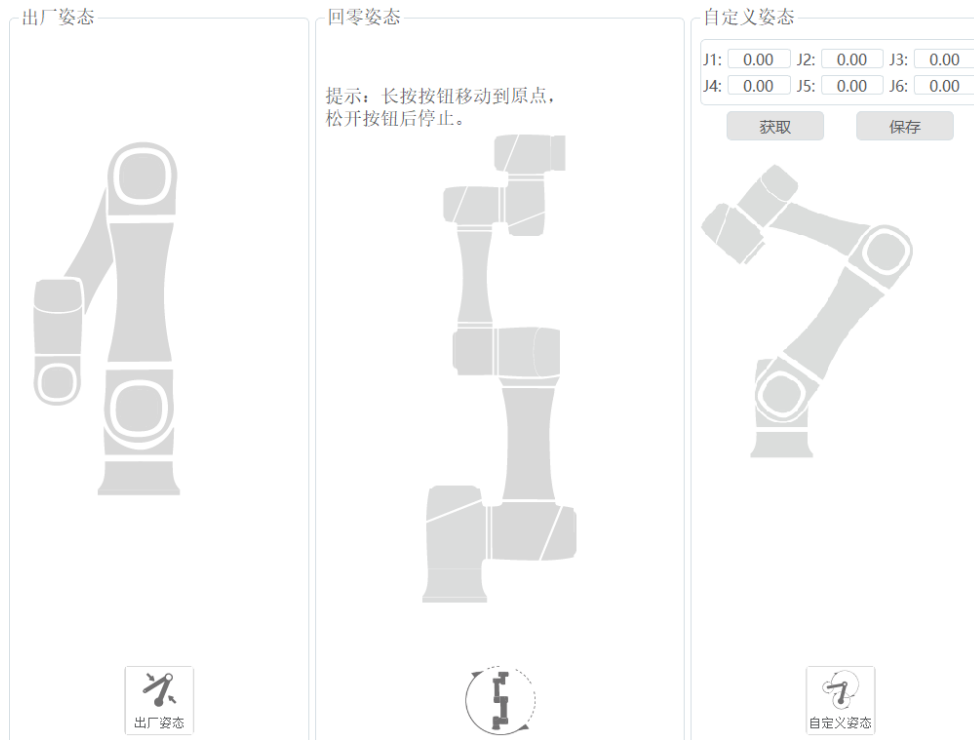 出厂姿态
回零姿态
提示：长按按钮移动到原点，
松开按钮后停止。
自定义姿态
J1: 0.00 J2: 0.00 J3: 0.00
J4: 0.00 J5: 0.00 J6: 0.00
获取 保存
出厂姿态
自定义姿态